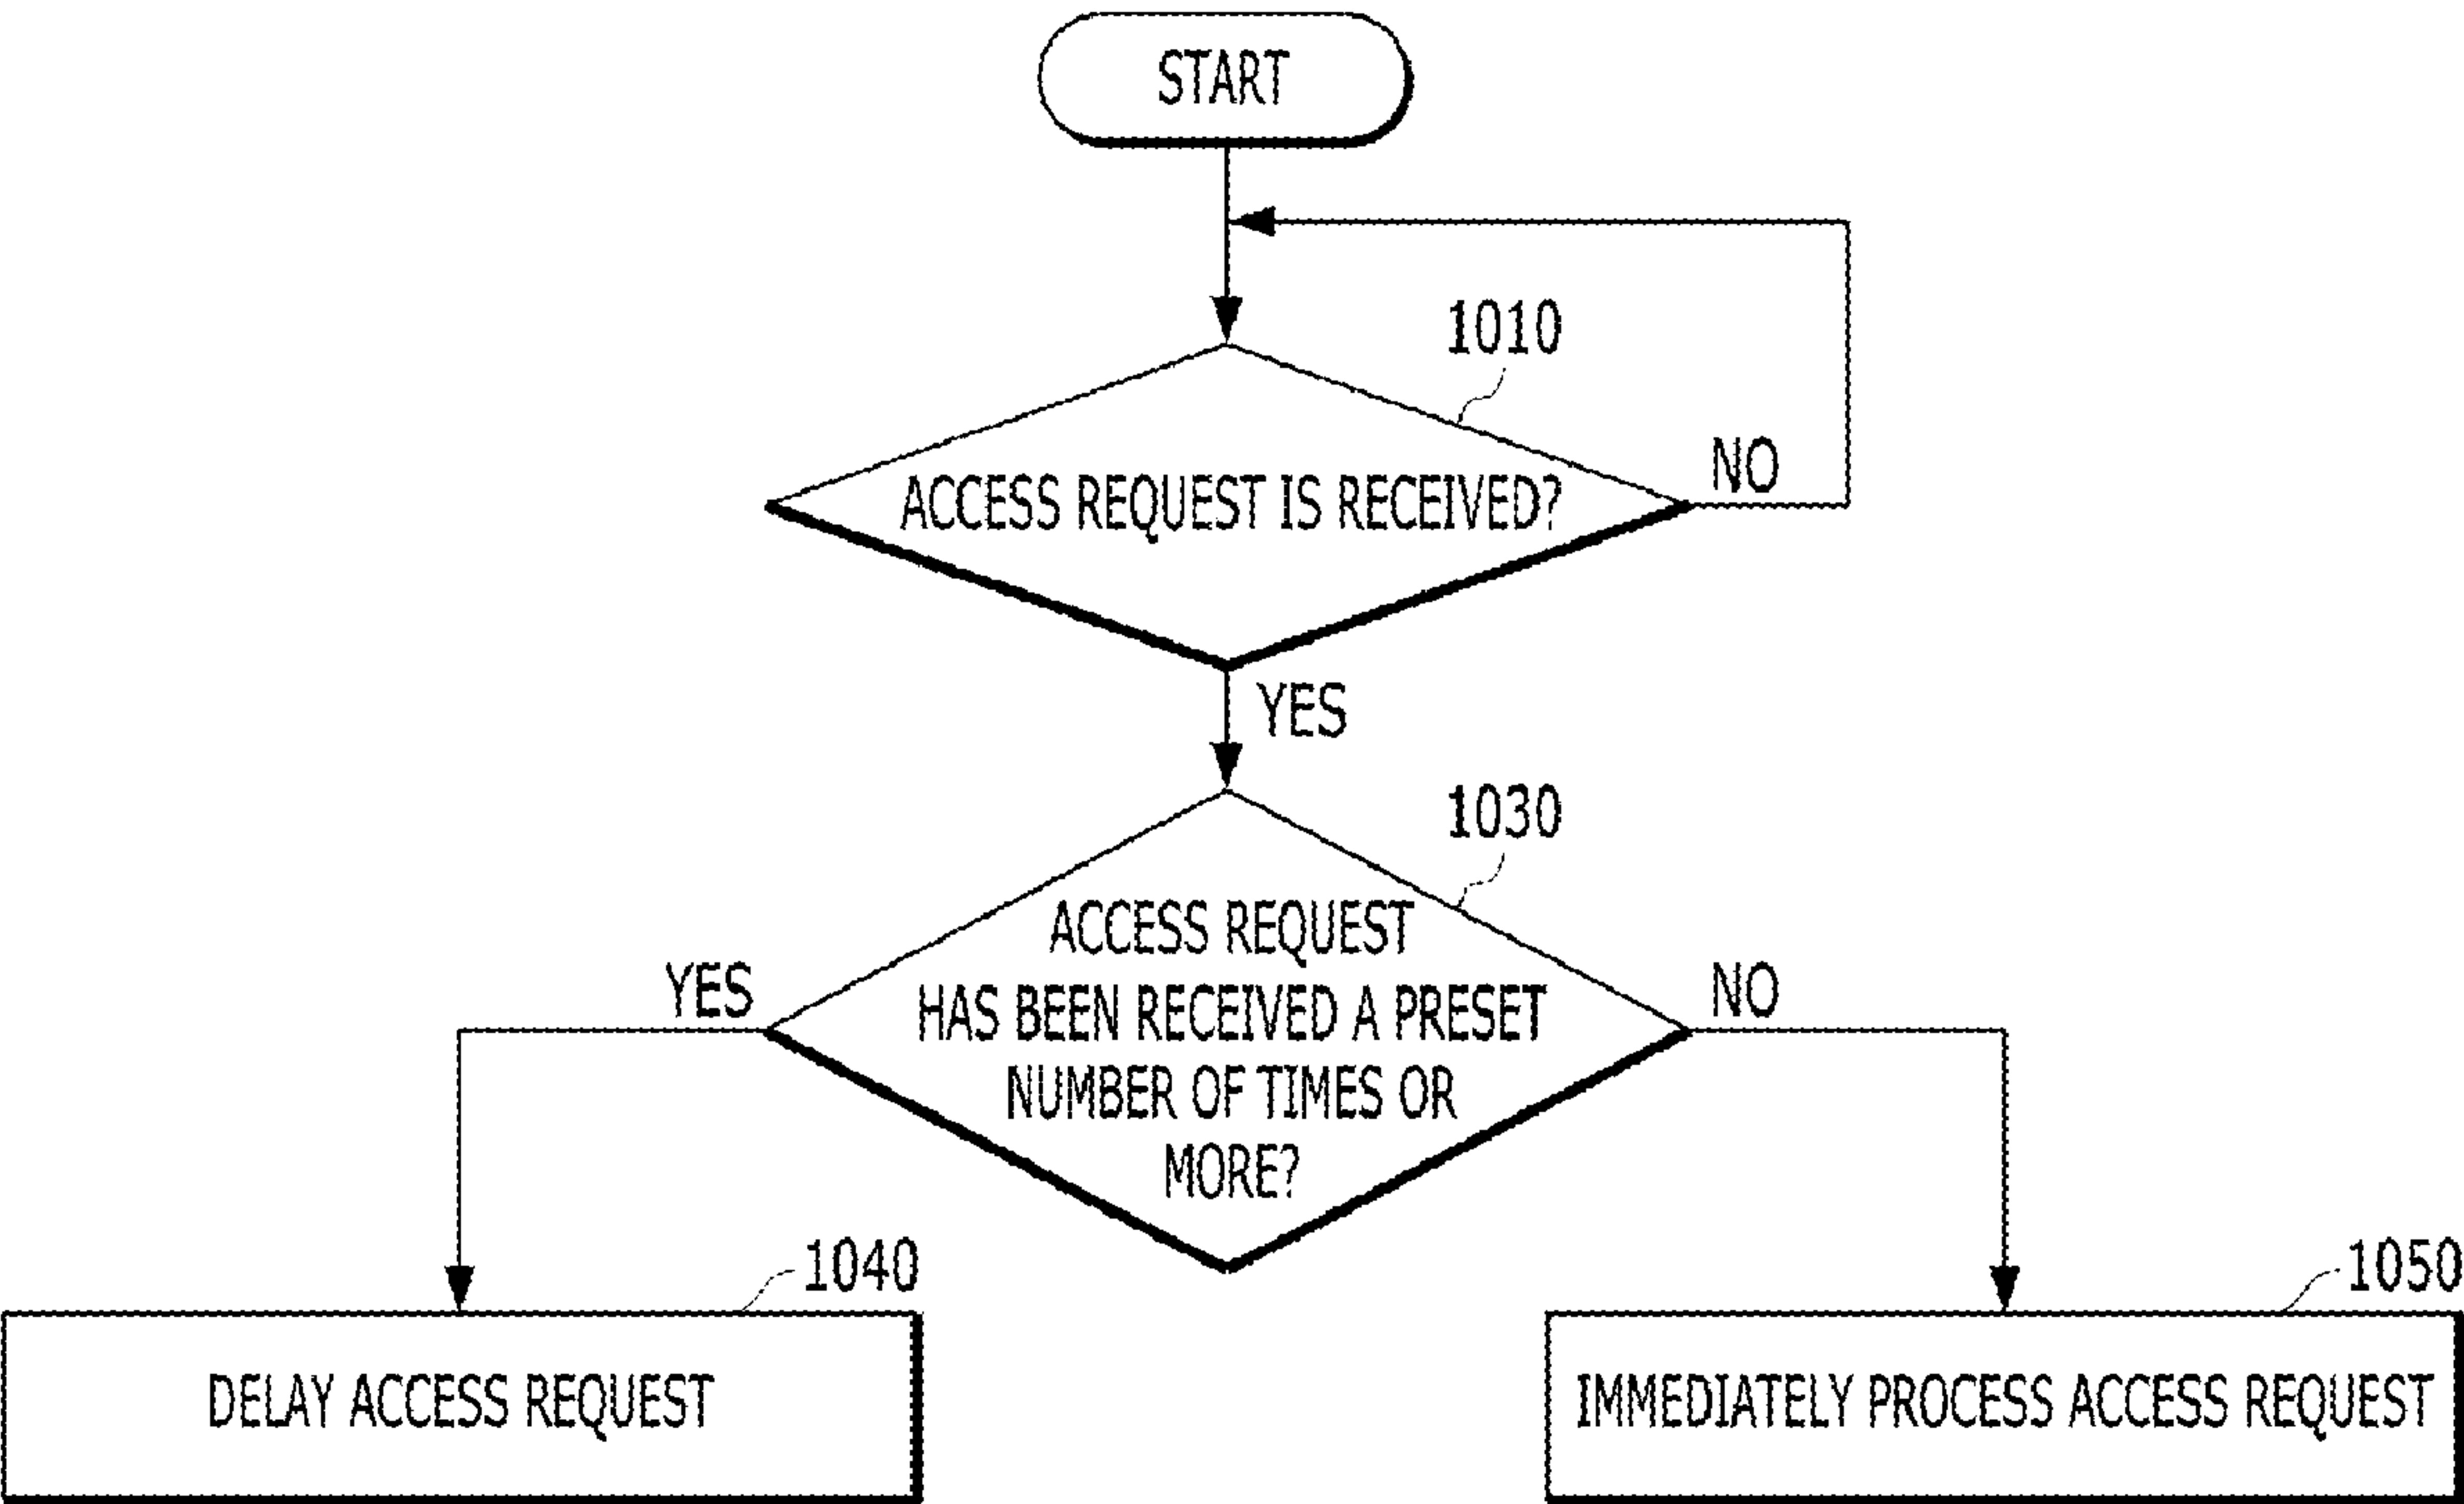 START
1010
NO
ACCESS REQUEST IS RECEIVED?
YES
1030
ACCESS REQUEST
HAS BEEN RECEIVED A PRESET
NUMBER OF TIMES OR
MORE?
YES
NO
1040
1050
DELAY ACCESS REQUEST
IMMEDIATELY PROCESS ACCESS REQUEST